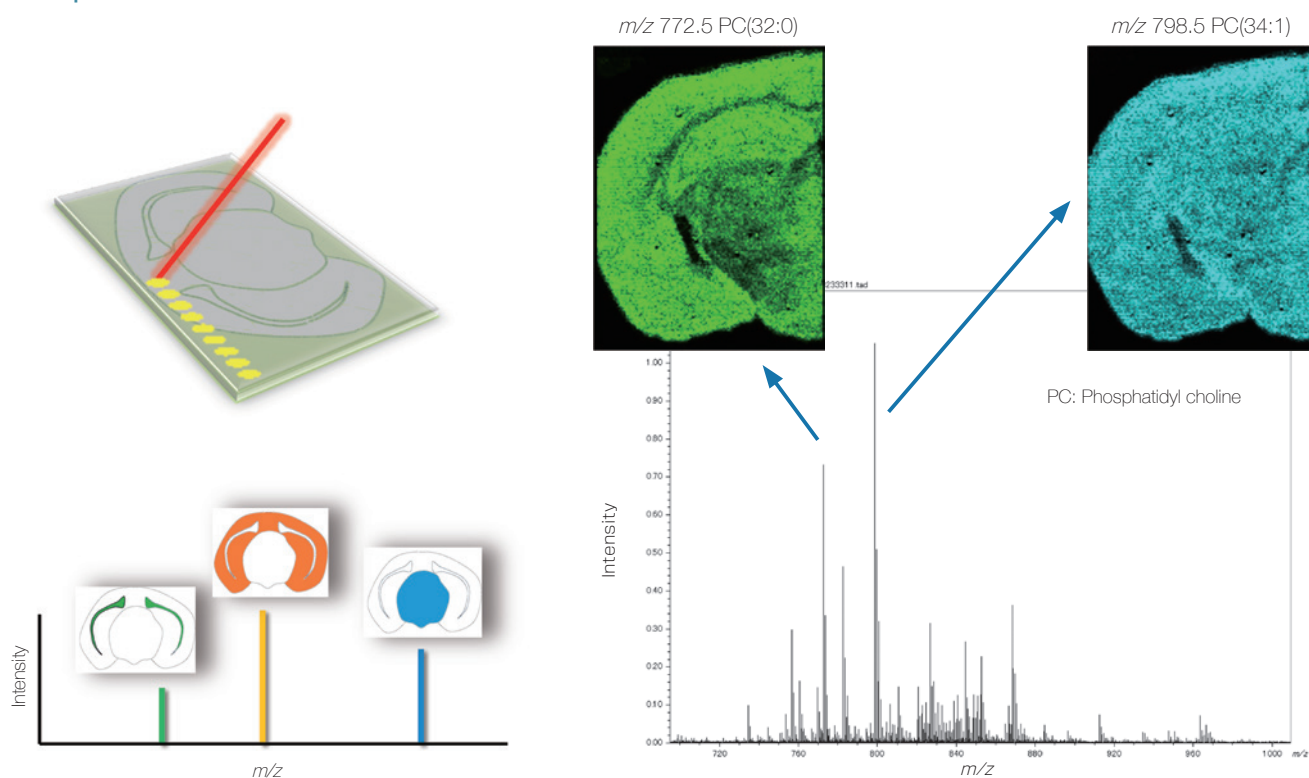 m/z 772.5 PC(32:0)
m/z 798.5 PC(34:1)
233311.tad
PC: Phosphatidyl choline
Intensity
1.00
0.90
0.80
0.70
0.60
0.50
0.40
0.30
0.20
0.10
0.00
720 760 800 840 880 920 960 1000 m/z
m/z
Intensity
m/z